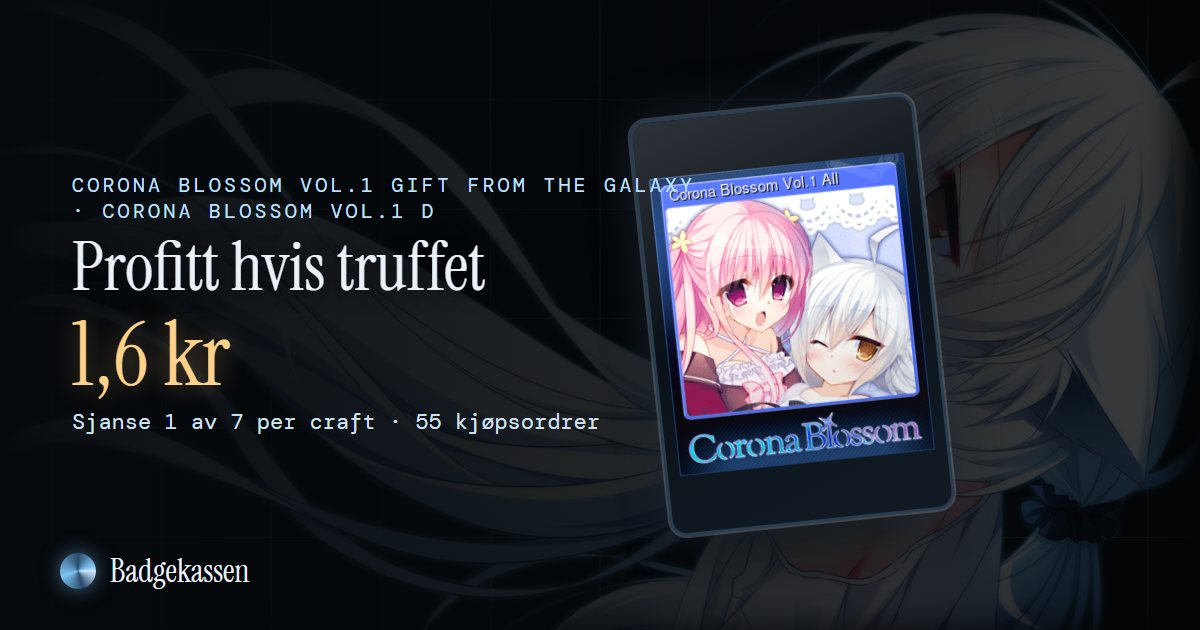 CORONA BLOSSOM VOL.1 GIFT FROM THE GALAXY
· CORONA BLOSSOM VOL.1 D
Profitt hvis truffet
1,6 kr
Sjanse 1 av 7 per craft · 55 kjøpsordrer
Corona Blossom Vol.1 All
Corona Blossom
Badgekassen